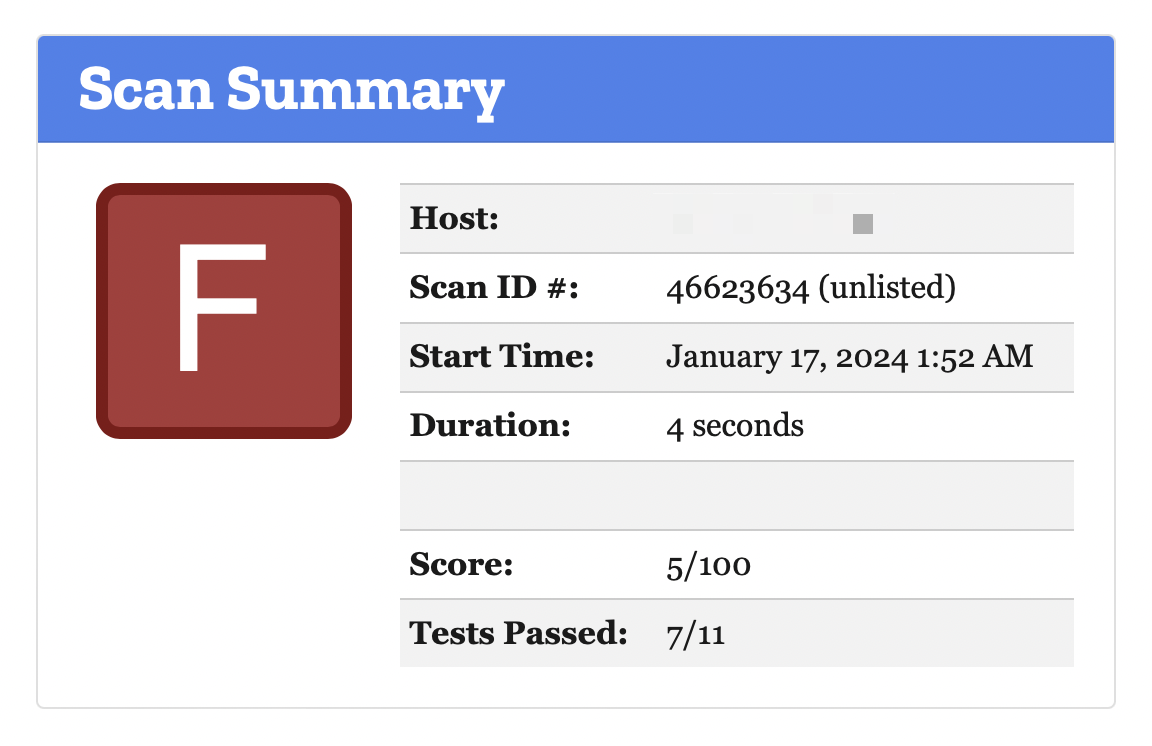 Scan Summary
F
Host:
Scan ID #: 46623634 (unlisted)
Start Time: January 17, 2024 1:52 AM
Duration: 4 seconds
Score: 5/100
Tests Passed: 7/11